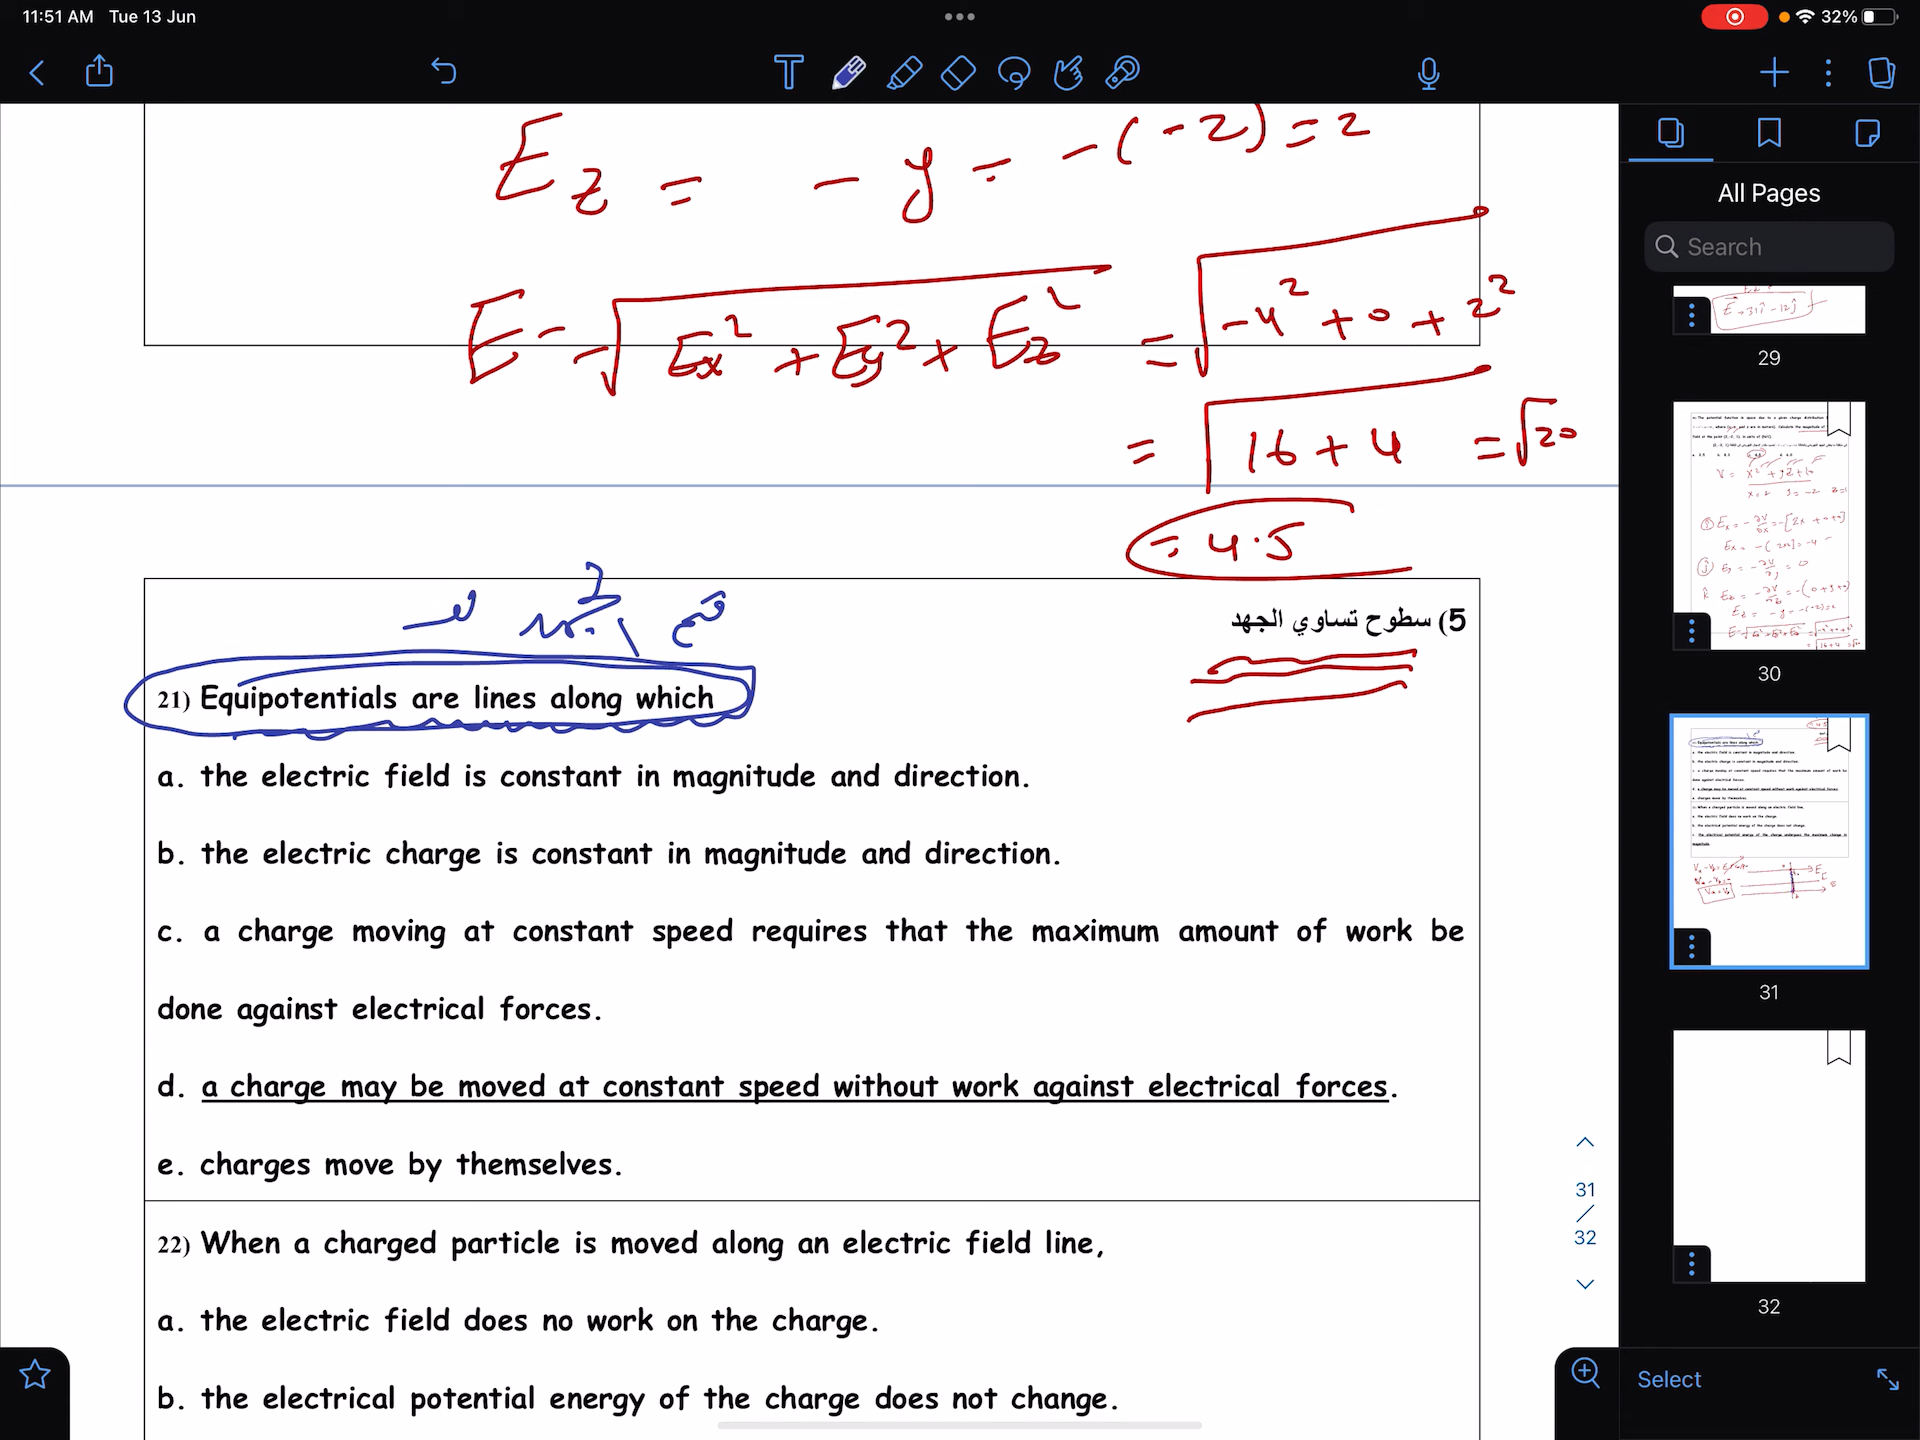 11:51 AM Tue 13 Jun
32%
E_z = - y = -(-2) = 2
E = √Ex² + Ey² + Ez² = √-4² + 0 + 2²
= √16 + 4 = √20
= 4.5
5) سطوح تساوي الجهد
21) Equipotentials are lines along which
a. the electric field is constant in magnitude and direction.
b. the electric charge is constant in magnitude and direction.
c. a charge moving at constant speed requires that the maximum amount of work be
done against electrical forces.
d. a charge may be moved at constant speed without work against electrical forces.
e. charges move by themselves.
22) When a charged particle is moved along an electric field line,
a. the electric field does no work on the charge.
b. the electrical potential energy of the charge does not change.
31
/
32
All Pages
Search
29
30
31
32
Select